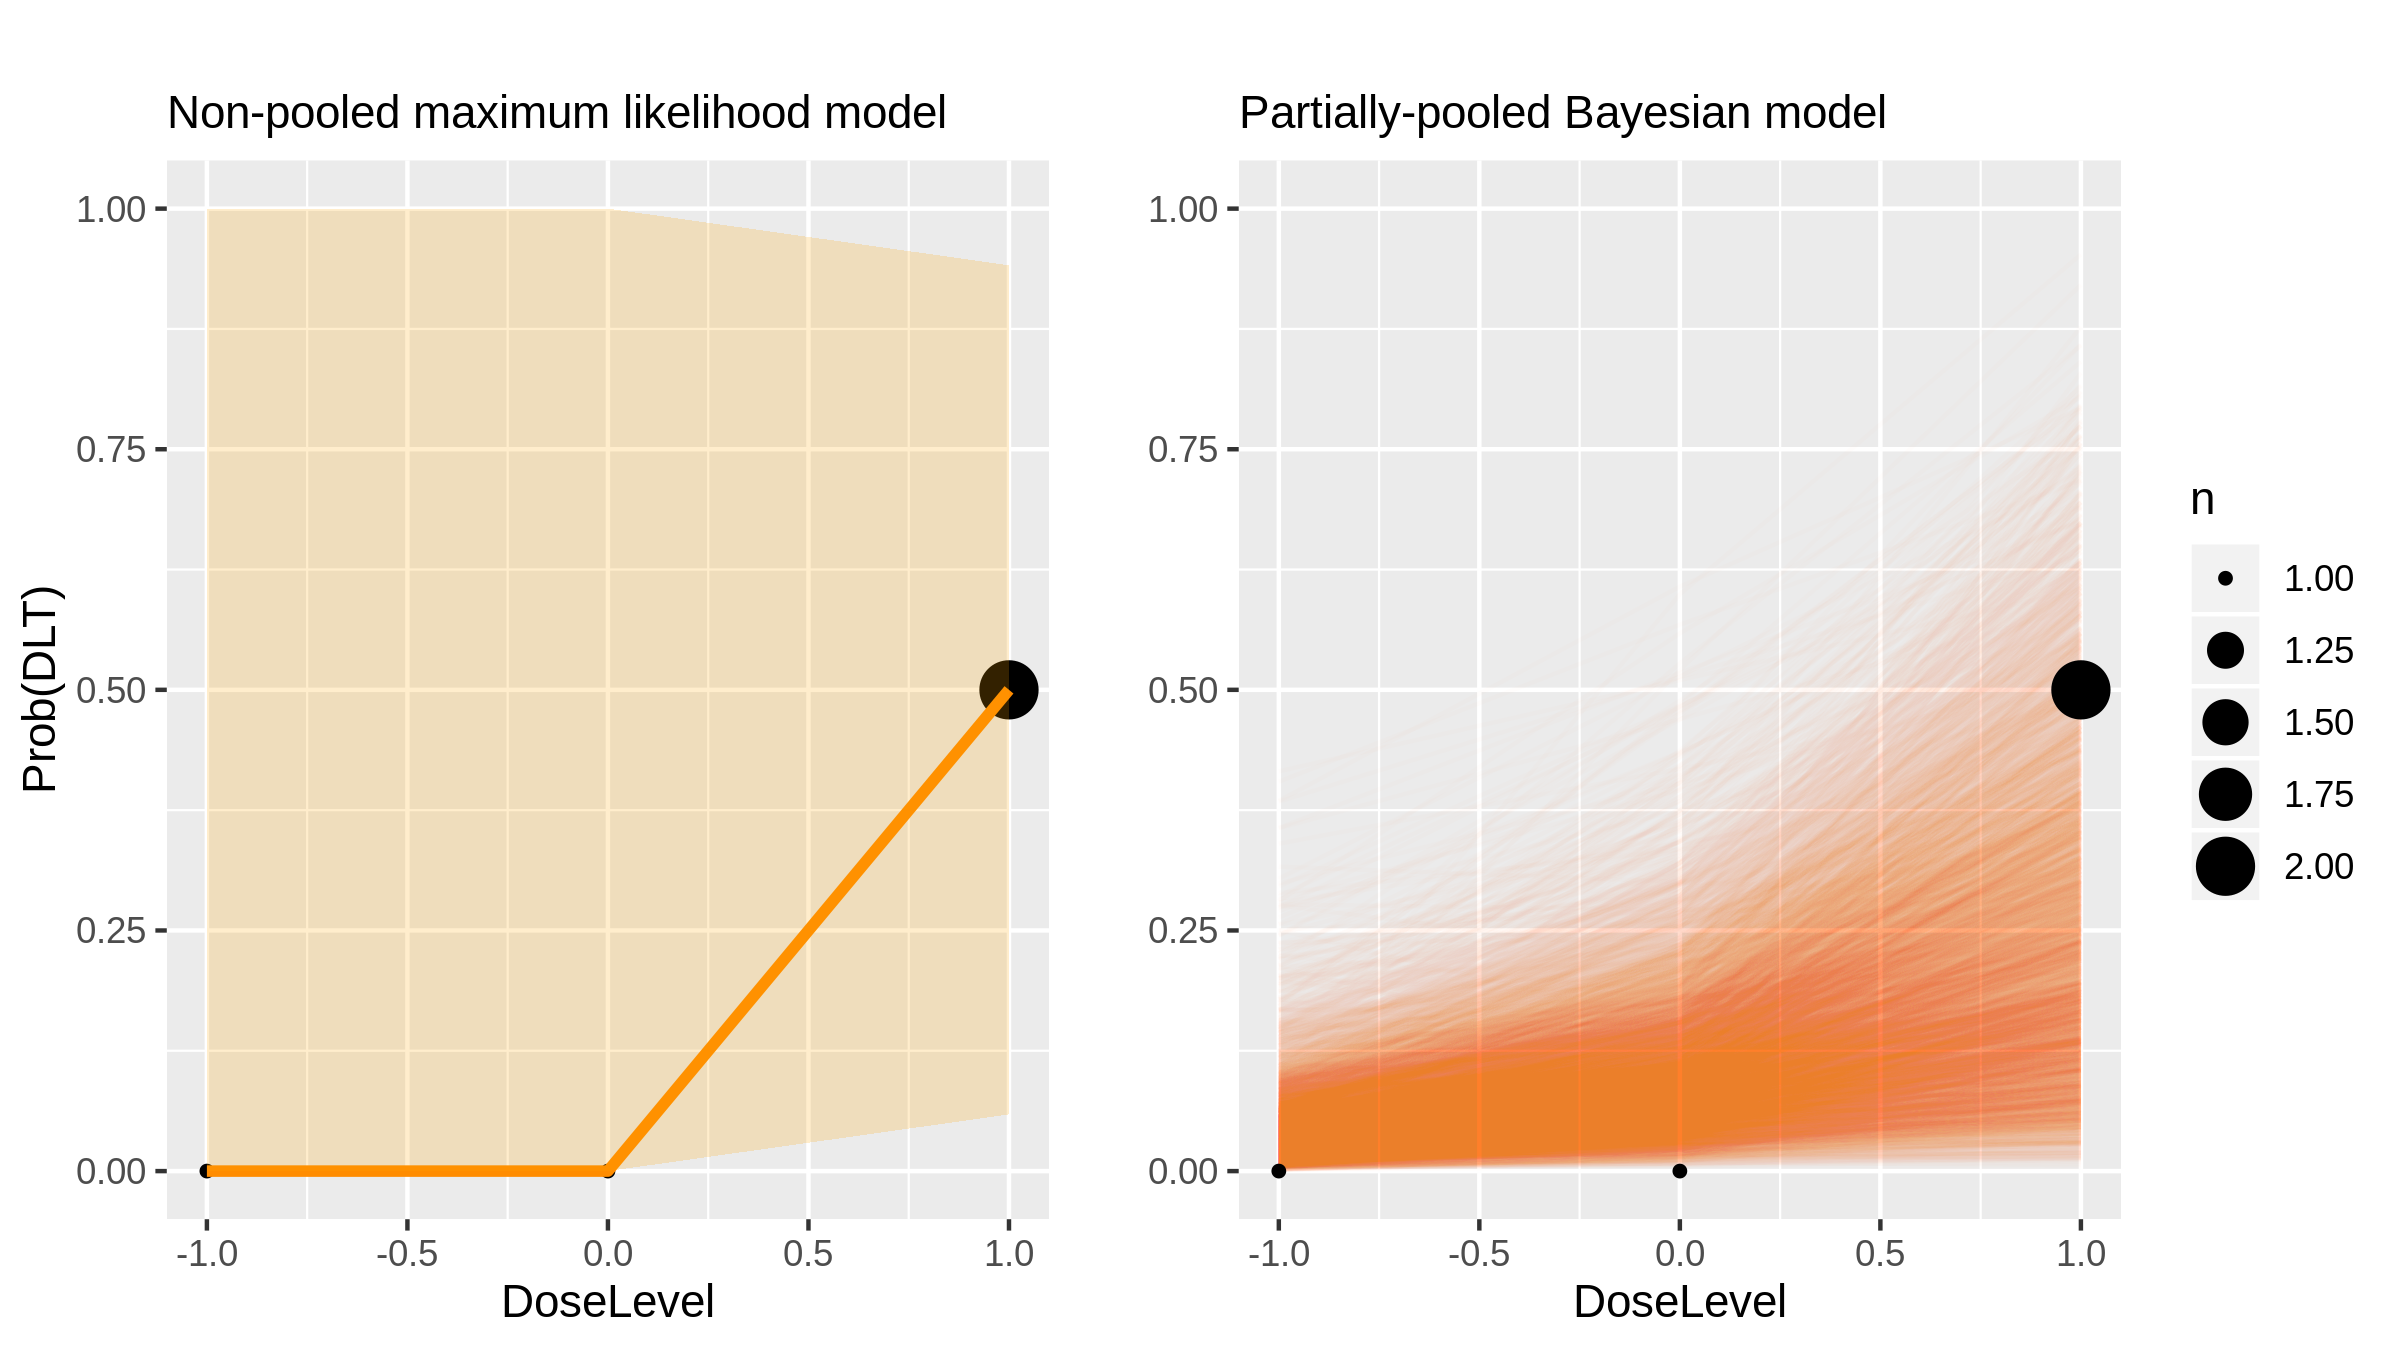 Non-pooled maximum likelihood model
Prob(DLT)
1.00
0.75
0.50
0.25
0.00
-1.0 -0.5 0.0 0.5 1.0
DoseLevel
Partially-pooled Bayesian model
1.00
0.75
0.50
0.25
0.00
-1.0 -0.5 0.0 0.5 1.0
DoseLevel
n
1.00
1.25
1.50
1.75
2.00